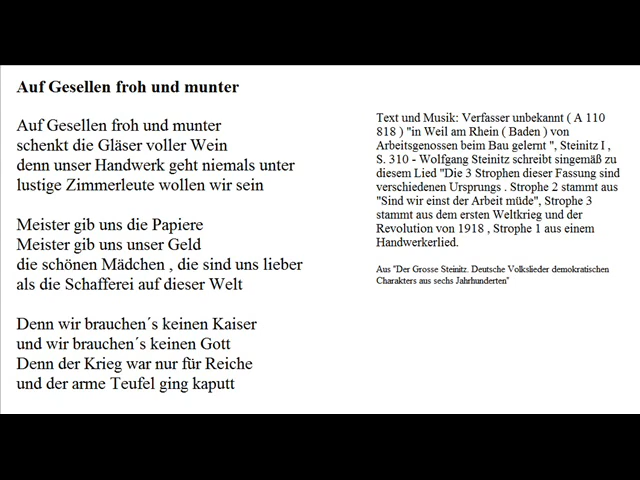 Auf Gesellen froh und munter
Auf Gesellen froh und munter
schenkt die Gläser voller Wein
denn unser Handwerk geht niemals unter
lustige Zimmerleute wollen wir sein
Meister gib uns die Papiere
Meister gib uns unser Geld
die schönen Mädchen , die sind uns lieber
als die Schafferei auf dieser Welt
Denn wir brauchen´s keinen Kaiser
und wir brauchen´s keinen Gott
Denn der Krieg war nur für Reiche
und der arme Teufel ging kaputt
Text und Musik: Verfasser unbekannt ( A 110
818 ) "in Weil am Rhein ( Baden ) von
Arbeitsgenossen beim Bau gelernt ", Steinitz I ,
S. 310 - Wolfgang Steinitz schreibt singemäß zu
diesem Lied "Die 3 Strophen dieser Fassung sind
verschiedenen Ursprungs . Strophe 2 stammt aus
"Sind wir einst der Arbeit müde", Strophe 3
stammt aus dem ersten Weltkrieg und der
Revolution von 1918 , Strophe 1 aus einem
Handwerkerlied.
Aus "Der Grosse Steinitz. Deutsche Volkslieder demokratischen
Charakters aus sechs Jahrhunderten"